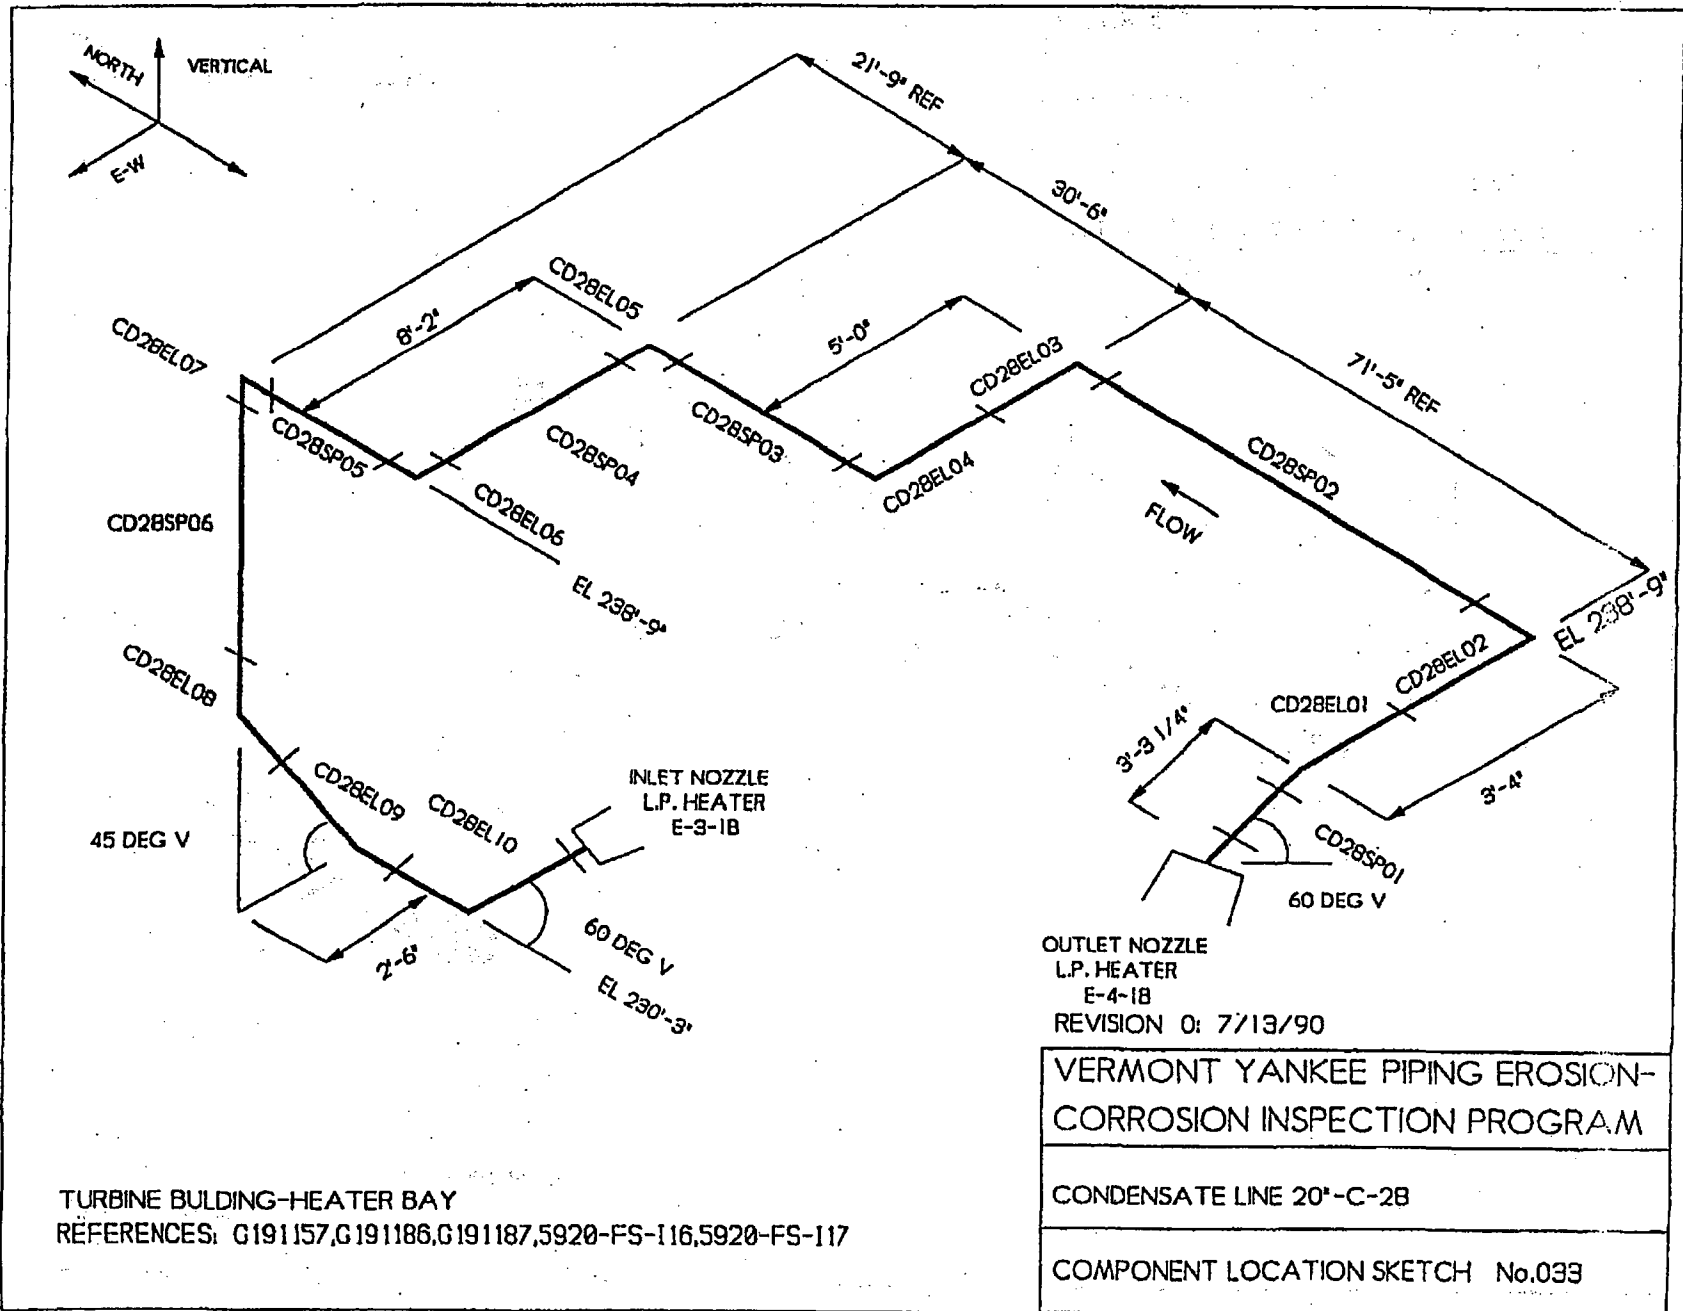 NORTH
VERTICAL
E-W
21'-9" REF
30'-6"
71'-5" REF
CD28EL05
8'-2"
5'-0"
CD28EL03
CD28EL07
CD28SP05
CD28SP04
CD28SP03
CD28EL04
CD28SP02
CD28EL06
FLOW
CD28SP06
EL 238'-9"
EL 238'-9"
CD28EL02
CD28EL08
CD28EL01
3'-3 1/4"
3'-4"
CD28EL09
CD28EL10
INLET NOZZLE
L.P. HEATER
E-3-1B
45 DEG V
CD28SP01
60 DEG V
2'-6"
60 DEG V
EL 230'-3"
OUTLET NOZZLE
L.P. HEATER
E-4-1B
REVISION 0: 7/13/90
VERMONT YANKEE PIPING EROSION-
CORROSION INSPECTION PROGRAM
CONDENSATE LINE 20"-C-28
COMPONENT LOCATION SKETCH No.033
TURBINE BULDING-HEATER BAY
REFERENCES: G191157,G191186,G191187,5920-FS-I16,5920-FS-I17